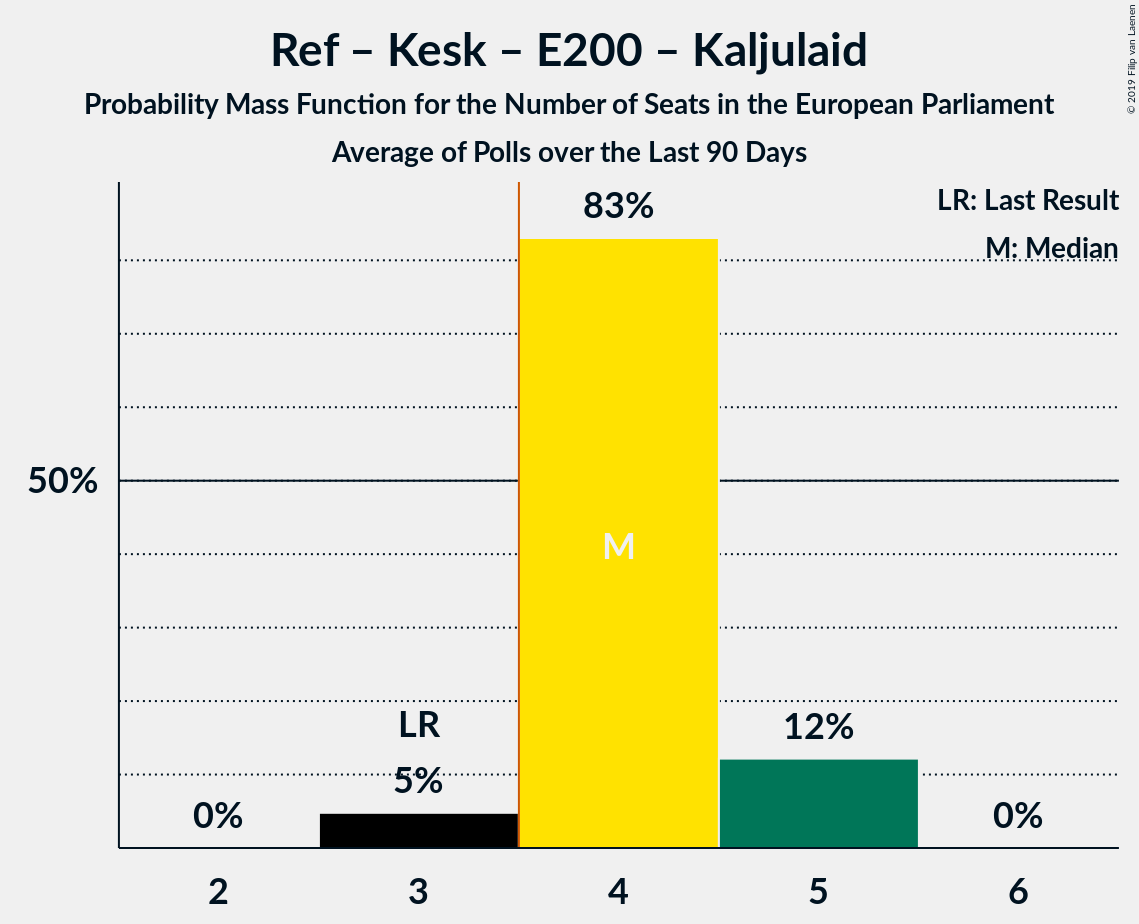 Ref – Kesk – E200 – Kaljulaid
Probability Mass Function for the Number of Seats in the European Parliament
Average of Polls over the Last 90 Days
© 2019 Filip van Laenen
LR: Last Result
M: Median
83%
50%
M
LR
12%
5%
0%
0%
2 3 4 5 6